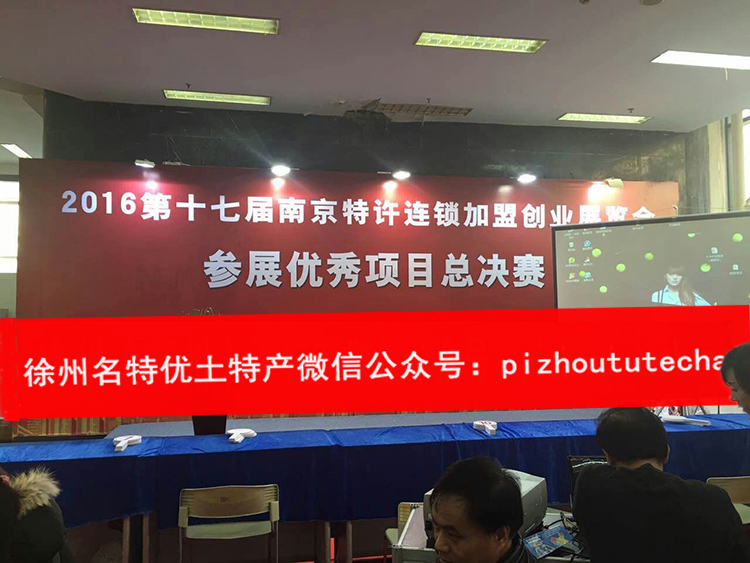 2016第十七届南京特许连锁加盟创业展览会
参展优秀项目总决赛
徐州名特优土特产微信公众号：pizhoututecha